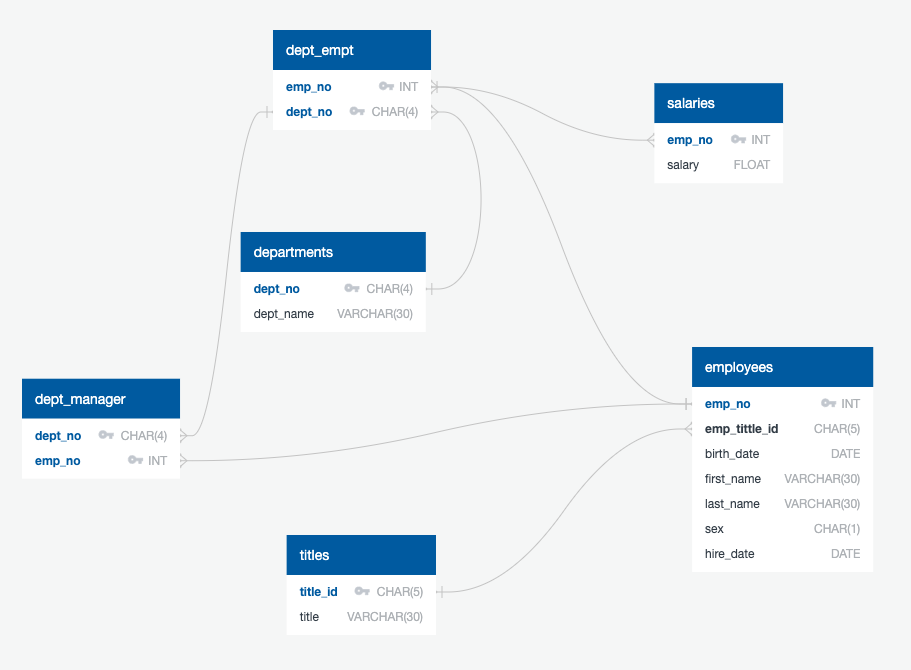 dept_empt
emp_no INT
dept_no CHAR(4)
salaries
emp_no INT
salary FLOAT
departments
dept_no CHAR(4)
dept_name VARCHAR(30)
employees
emp_no INT
emp_tittle_id CHAR(5)
birth_date DATE
first_name VARCHAR(30)
last_name VARCHAR(30)
sex CHAR(1)
hire_date DATE
dept_manager
dept_no CHAR(4)
emp_no INT
titles
title_id CHAR(5)
title VARCHAR(30)